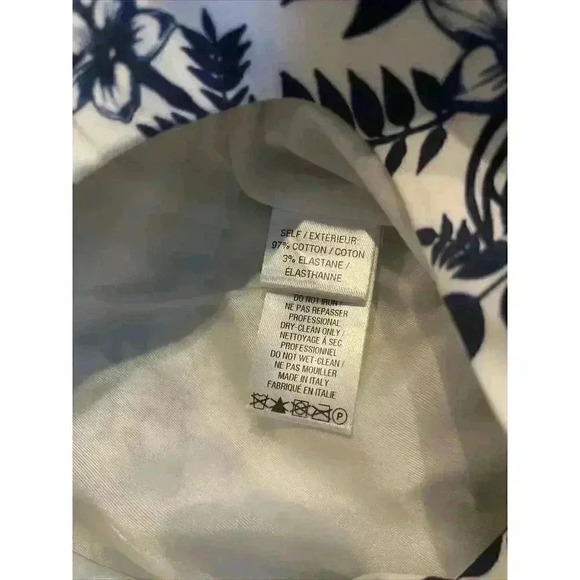 SELF / EXTÉRIEUR:
97% COTTON / COTON
3% ELASTANE /
ÉLASTHANNE
DO NOT IRON /
NE PAS REPASSER
PROFESSIONAL
DRY-CLEAN ONLY /
NETTOYAGE À SEC
PROFESSIONNEL
DO NOT WET-CLEAN /
NE PAS MOUILLER
MADE IN ITALY
FABRIQUÉ EN ITALIE
P